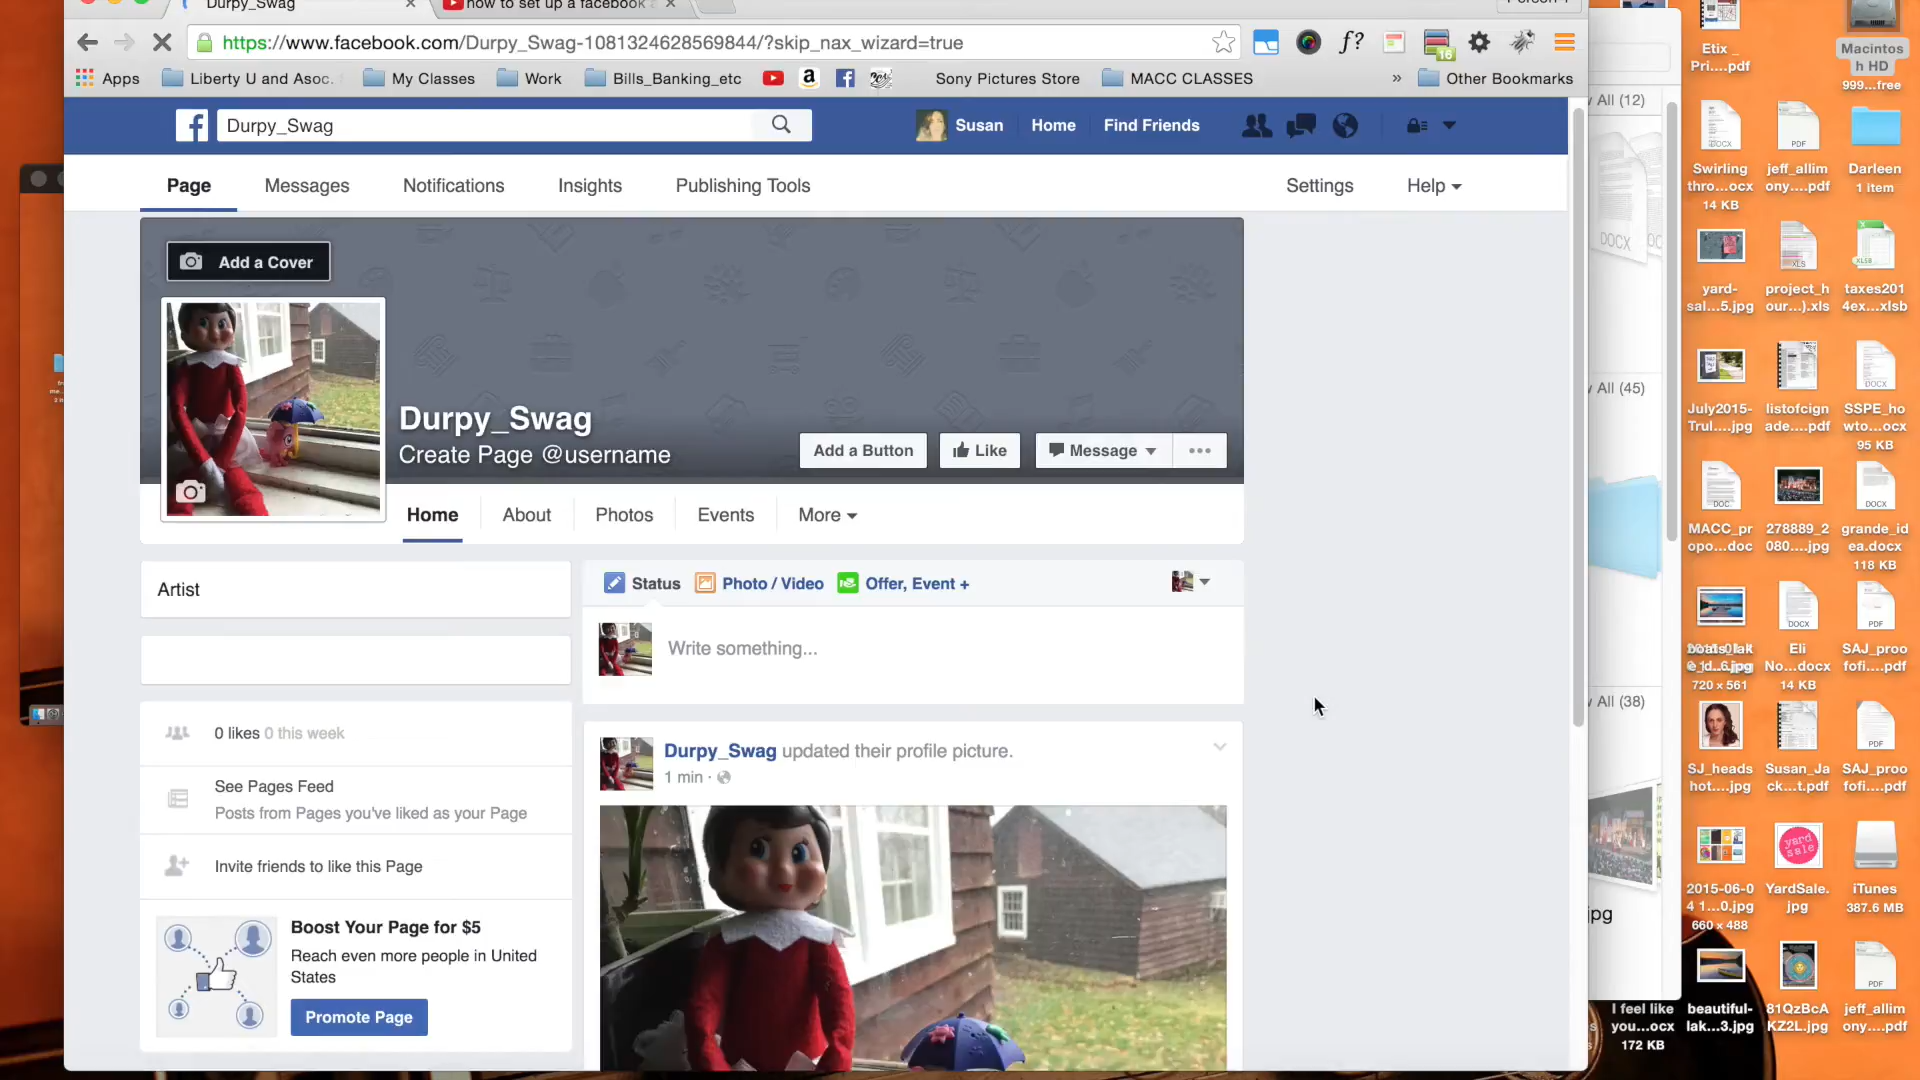 Durpy_Swag
how to set up a facebook
https://www.facebook.com/Durpy_Swag-1081324628569844/?skip_nax_wizard=true
f?
16
Apps
Liberty U and Asoc.
My Classes
Work
Bills_Banking_etc
Sony Pictures Store
MACC CLASSES
»
Other Bookmarks
Durpy_Swag
Susan
Home
Find Friends
Page
Messages
Notifications
Insights
Publishing Tools
Settings
Help
Add a Cover
Durpy_Swag
Create Page @username
Add a Button
Like
Message
Home
About
Photos
Events
More
Artist
Status
Photo / Video
Offer, Event +
Write something...
0 likes 0 this week
See Pages Feed
Posts from Pages you've liked as your Page
Invite friends to like this Page
Boost Your Page for $5
Reach even more people in United
States
Promote Page
Durpy_Swag updated their profile picture.
1 min ·
All (12)
All (45)
All (38)
jpg
Etix _
Pri....pdf
Macintos
h HD
999...free
Swirling
thro...ocx
14 KB
jeff_allim
ony....pdf
Darleen
1 item
yard-
sal...5.jpg
project_h
our...).xls
taxes201
4ex...xlsb
July2015-
Trul...jpg
listofcign
ade...pdf
SSPE_ho
wto...ocx
95 KB
MACC_pr
opo...doc
278889_2
080....jpg
grande_id
ea.docx
118 KB
720 × 561
Eli
No...docx
14 KB
SAJ_proo
fofi....pdf
SJ_heads
hot....jpg
Susan_Ja
ck...t.pdf
SAJ_proo
fofi....pdf
2015-06-0
4 1...0.jpg
660 × 488
YardSale.
jpg
iTunes
387.6 MB
I feel like
you...ocx
172 KB
beautiful-
lak...3.jpg
81QzBcA
KZ2L.jpg
jeff_allim
ony....pdf